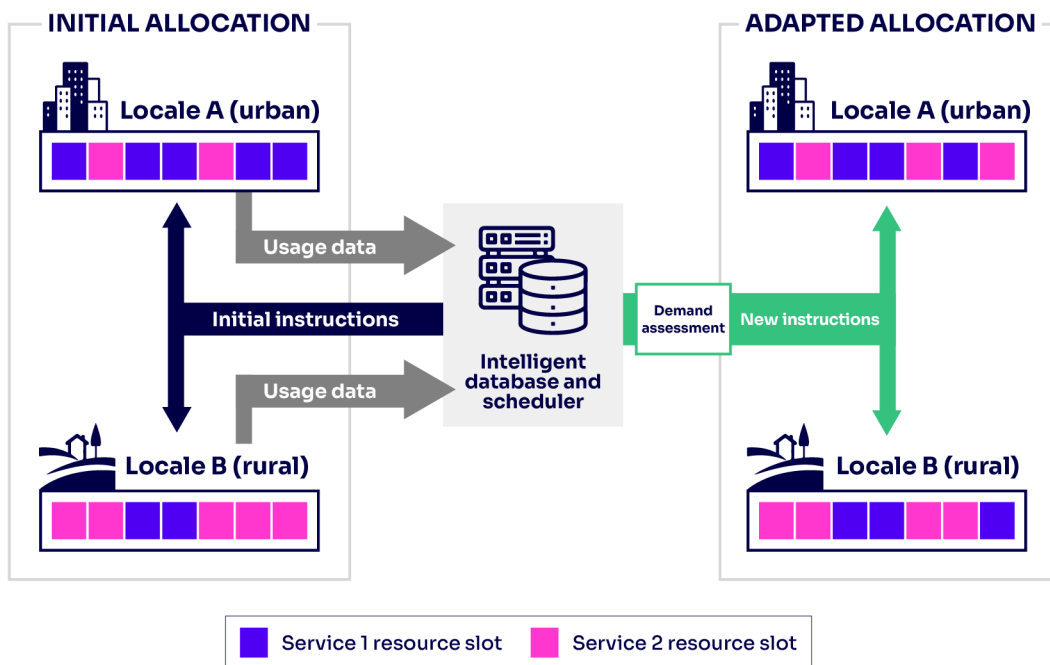 INITIAL ALLOCATION
Locale A (urban)
Usage data
Initial instructions
Usage data
Locale B (rural)
Intelligent
database and
scheduler
Demand
assessment
New instructions
ADAPTED ALLOCATION
Locale A (urban)
Locale B (rural)
Service 1 resource slot
Service 2 resource slot